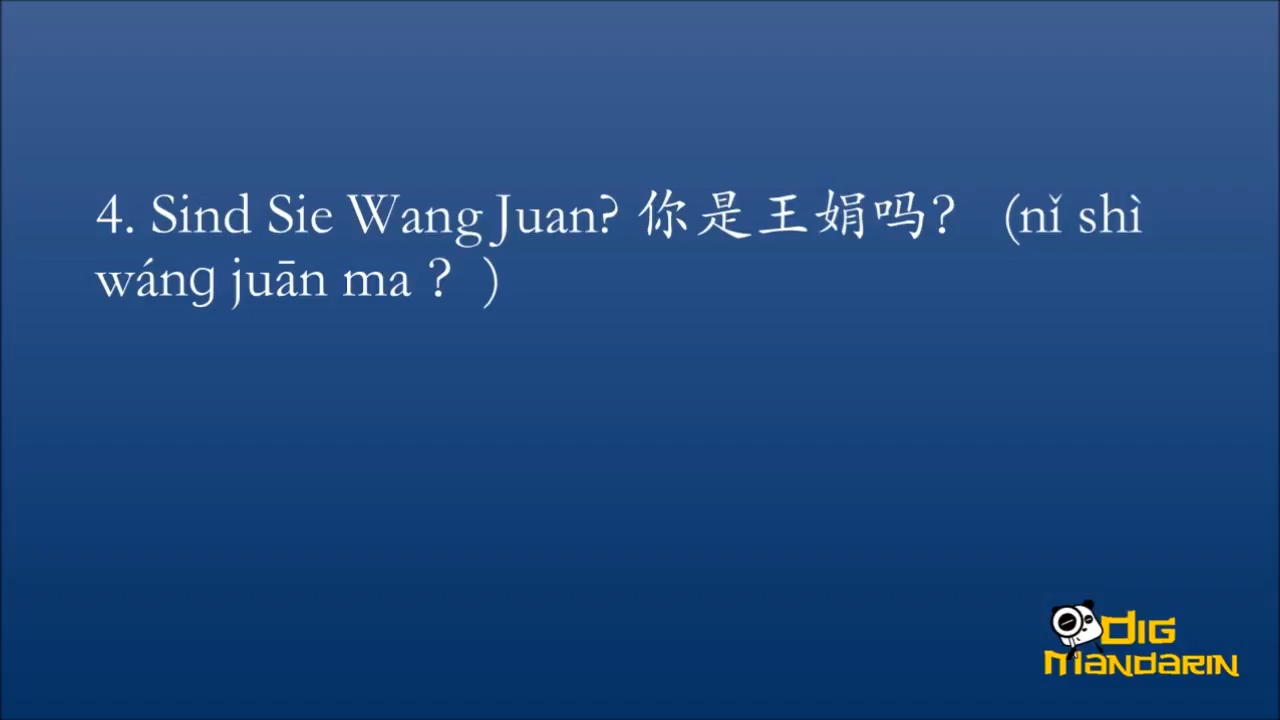 4. Sind Sie Wang Juan? 你是王娟吗？ (nǐ shì
wáng juān ma？ )
DIG
MANDARIN